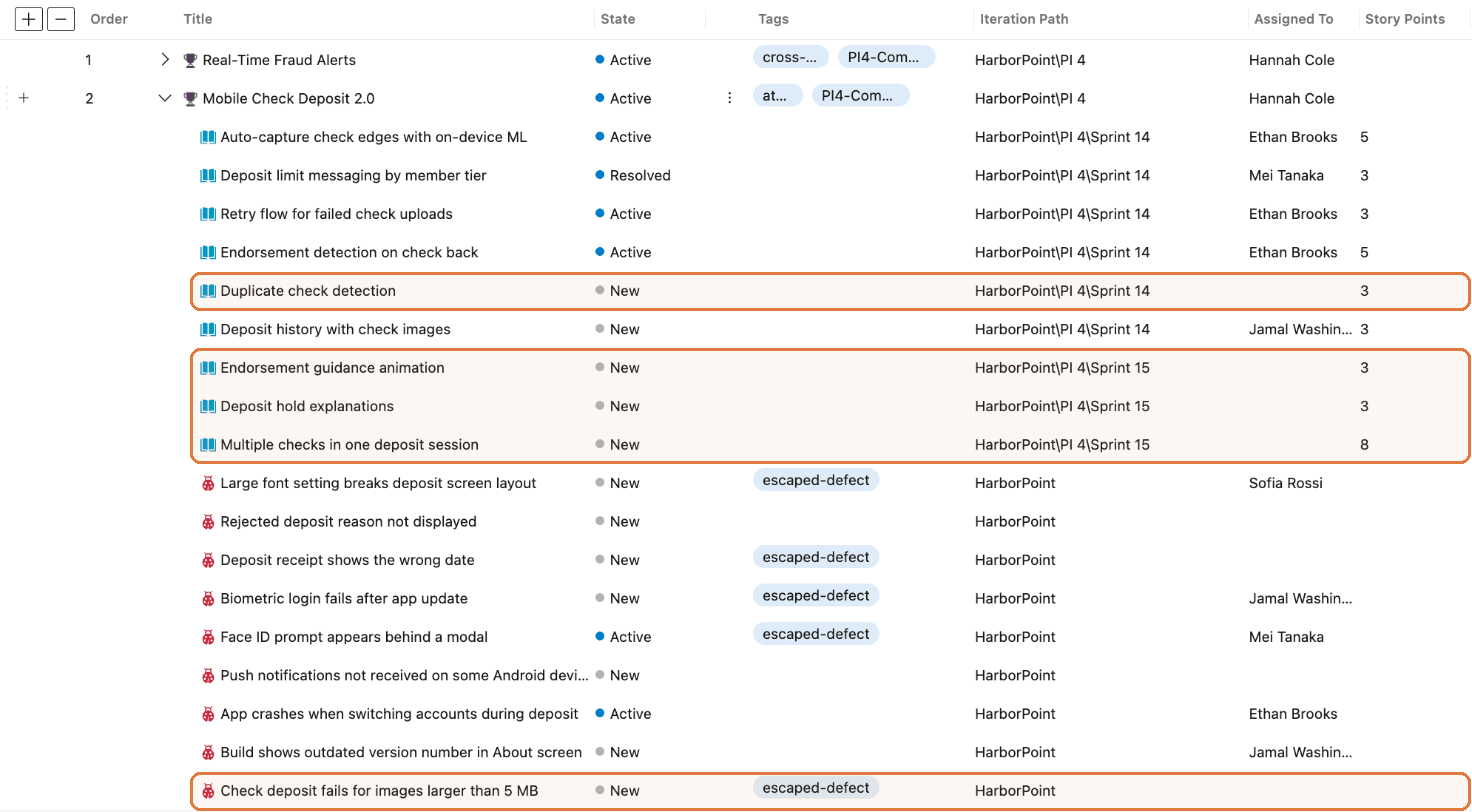 Order Title State Tags Iteration Path Assigned To Story Points
1 Real-Time Fraud Alerts Active cross-... PI4-Com... HarborPoint\PI 4 Hannah Cole
2 Mobile Check Deposit 2.0 Active at... PI4-Com... HarborPoint\PI 4 Hannah Cole
Auto-capture check edges with on-device ML Active HarborPoint\PI 4\Sprint 14 Ethan Brooks 5
Deposit limit messaging by member tier Resolved HarborPoint\PI 4\Sprint 14 Mei Tanaka 3
Retry flow for failed check uploads Active HarborPoint\PI 4\Sprint 14 Ethan Brooks 3
Endorsement detection on check back Active HarborPoint\PI 4\Sprint 14 Ethan Brooks 5
Duplicate check detection New HarborPoint\PI 4\Sprint 14 3
Deposit history with check images New HarborPoint\PI 4\Sprint 14 Jamal Washin... 3
Endorsement guidance animation New HarborPoint\PI 4\Sprint 15 3
Deposit hold explanations New HarborPoint\PI 4\Sprint 15 3
Multiple checks in one deposit session New HarborPoint\PI 4\Sprint 15 8
Large font setting breaks deposit screen layout New escaped-defect HarborPoint Sofia Rossi
Rejected deposit reason not displayed New HarborPoint
Deposit receipt shows the wrong date New escaped-defect HarborPoint
Biometric login fails after app update New escaped-defect HarborPoint Jamal Washin...
Face ID prompt appears behind a modal Active escaped-defect HarborPoint Mei Tanaka
Push notifications not received on some Android devi... New HarborPoint
App crashes when switching accounts during deposit Active HarborPoint Ethan Brooks
Build shows outdated version number in About screen New HarborPoint Jamal Washin...
Check deposit fails for images larger than 5 MB New escaped-defect HarborPoint